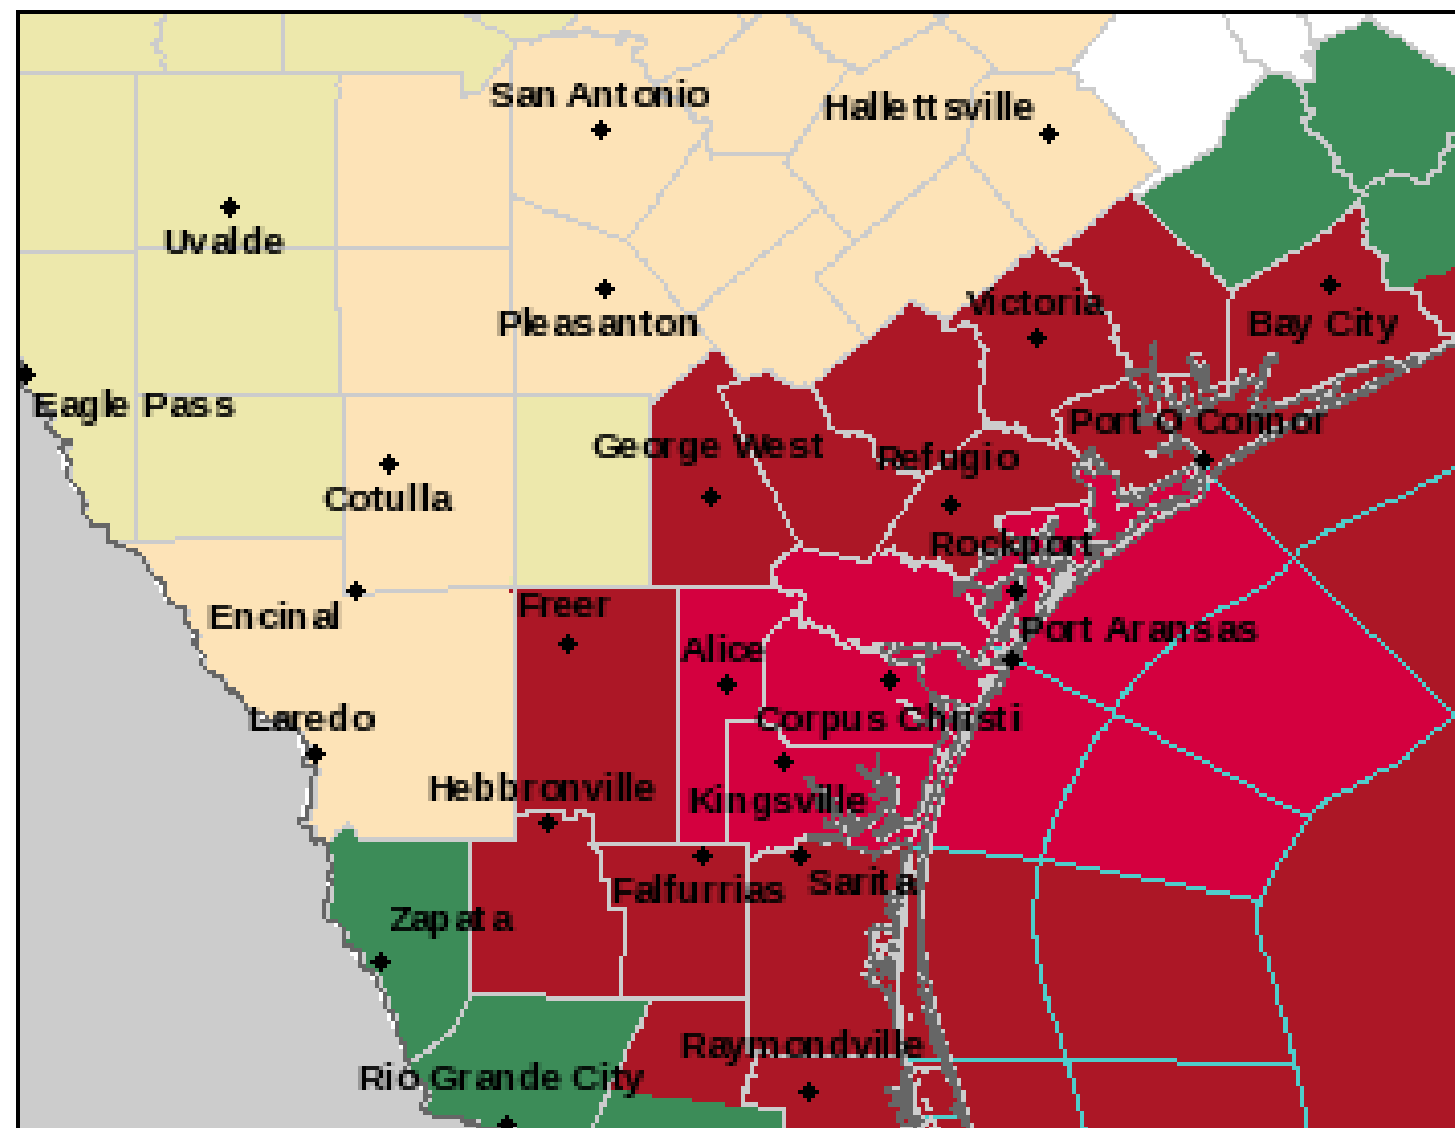 San Antonio
Hallettsville
Uvalde
Pleasanton
Victoria
Bay City
Eagle Pass
Port O Connor
George West
Refugio
Cotulla
Rockport
Encinal
Freer
Port Aransas
Alice
Laredo
Corpus Christi
Hebbronville
Kingsville
Falfurrias
Sarita
Zapata
Raymondville
Rio Grande City